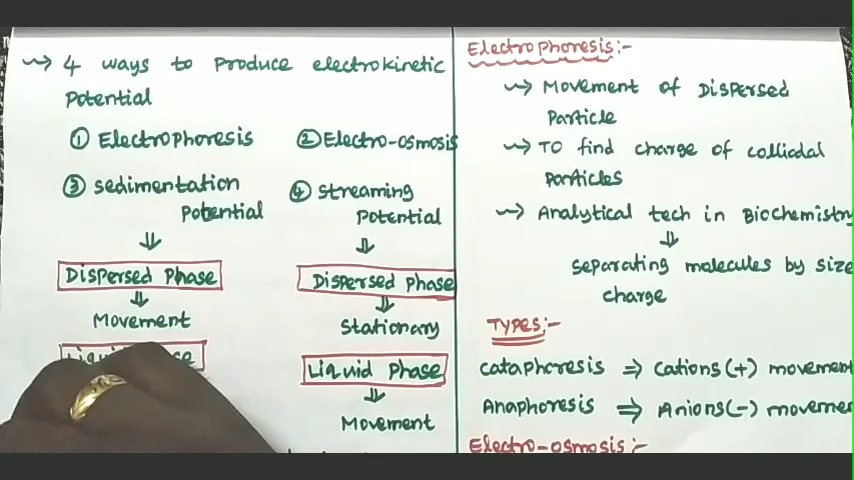 4 ways to produce electrokinetic
Potential
① Electrophoresis
② Electro-osmosis
③ sedimentation
Potential
④ streaming
Potential
⇓
⇓
Dispersed Phase
⇓
Movement
Dispersed phase
⇓
Stationary
Liquid Phase
⇓
Movement
Electrophoresis:-
Movement of Dispersed
Particle
To find charge of collidal
particles
Analytical tech in Biochemistry
⇓
separating molecules by size
charge
Types:-
cataphoresis ⇒ Cations(+) movement
Anaphoresis ⇒ Anions(-) movemen
Electro-osmosis:-